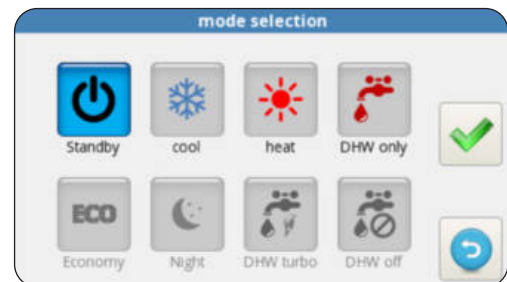 mode selection
Standby cool heat DHW only
ECO
Economy Night DHW turbo DHW off